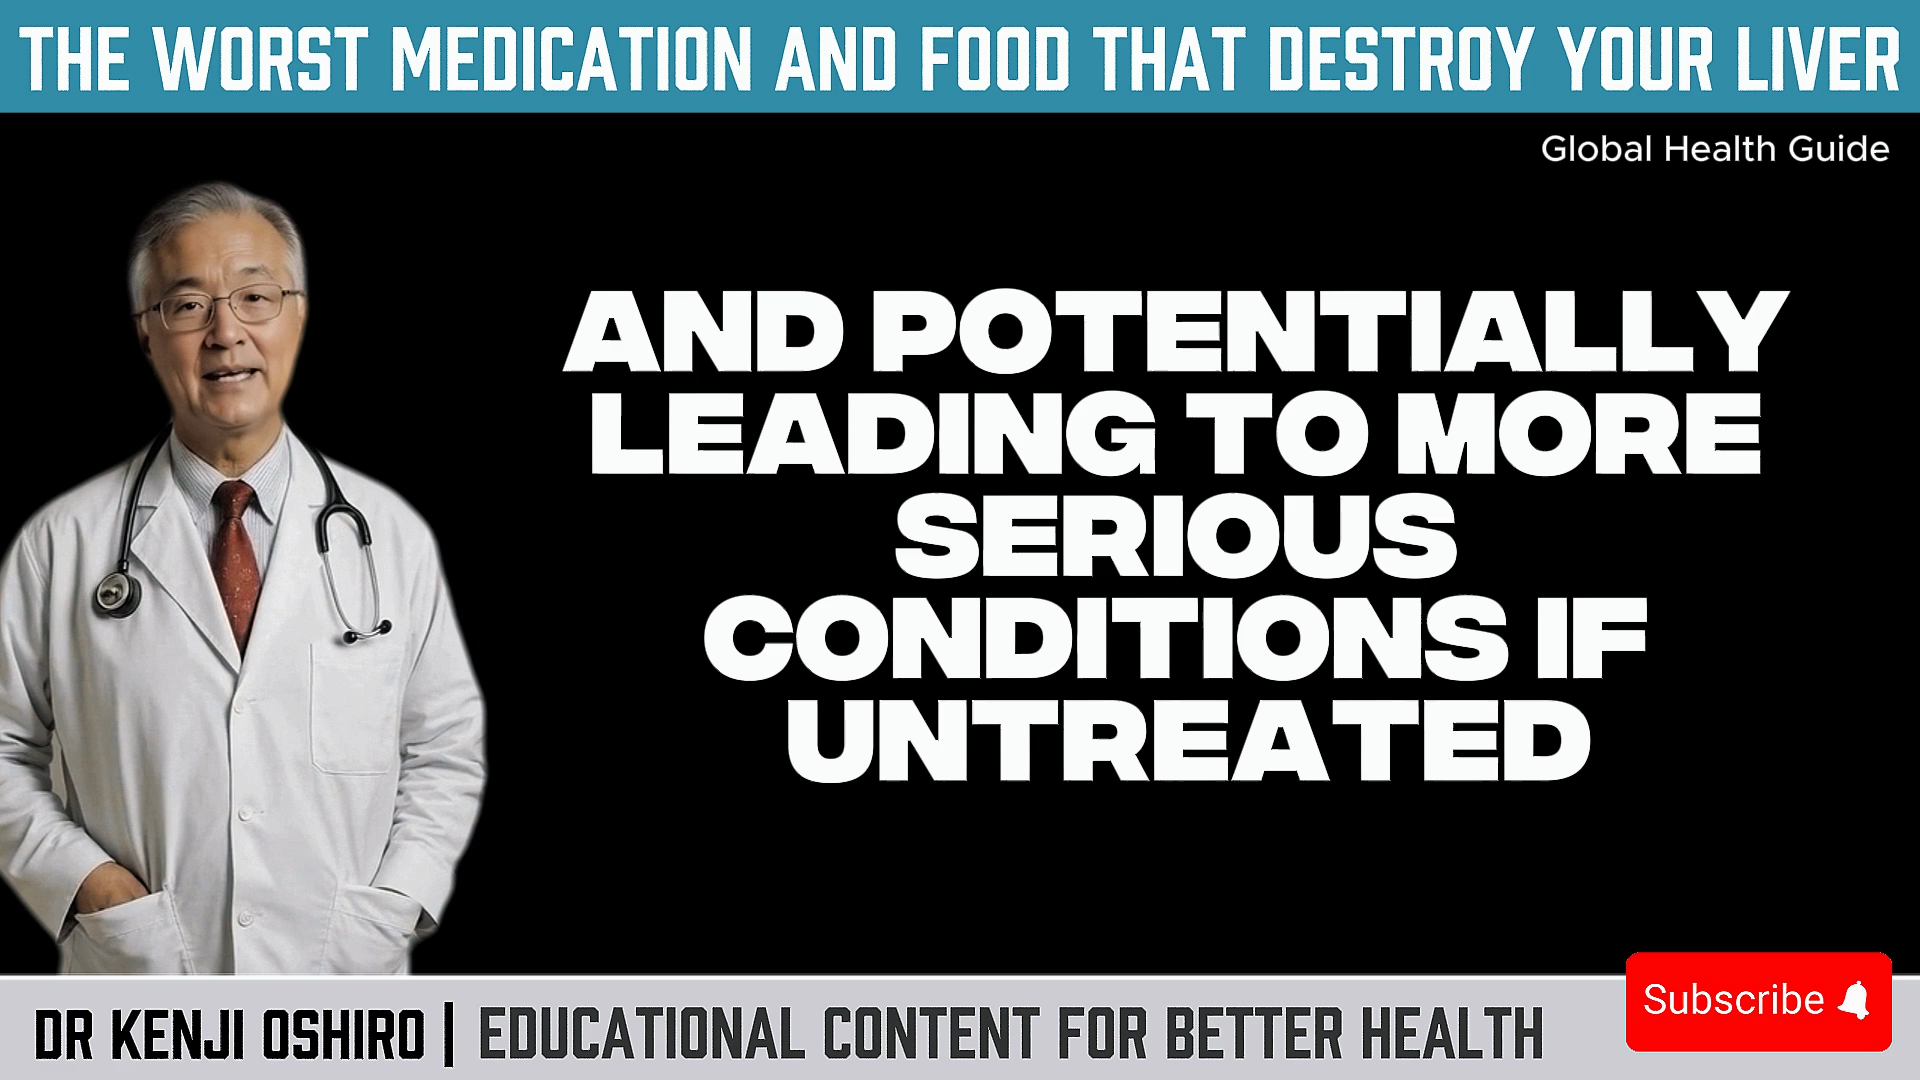 THE WORST MEDICATION AND FOOD THAT DESTROY YOUR LIVER
Global Health Guide
AND POTENTIALLY
LEADING TO MORE
SERIOUS
CONDITIONS IF
UNTREATED
DR KENJI OSHIRO | EDUCATIONAL CONTENT FOR BETTER HEALTH
Subscribe